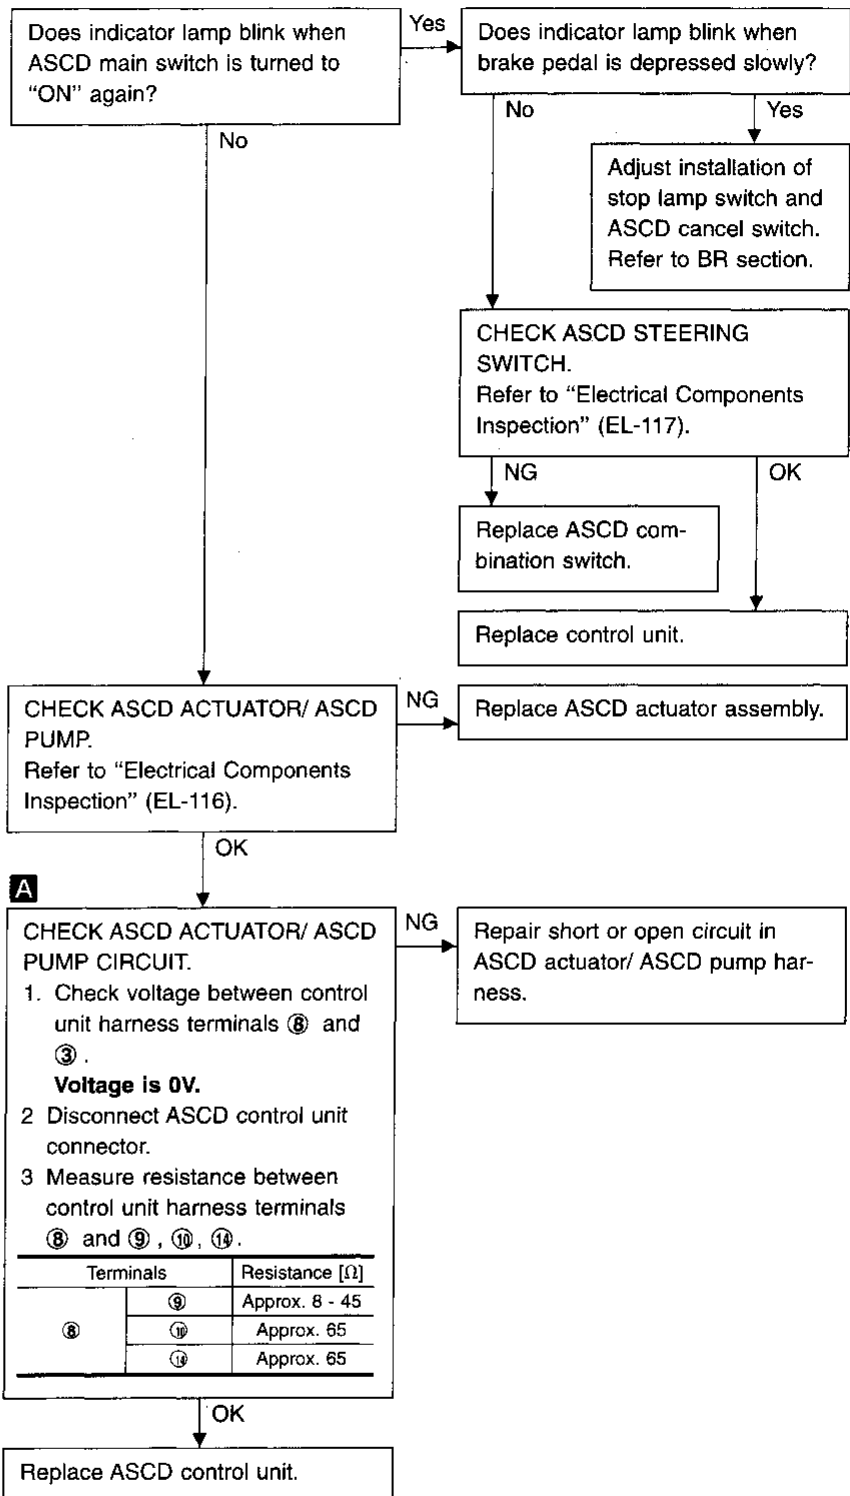 Does indicator lamp blink when
ASCD main switch is turned to
“ON” again?
Yes
Does indicator lamp blink when
brake pedal is depressed slowly?
No
No
Yes
Adjust installation of
stop lamp switch and
ASCD cancel switch.
Refer to BR section.
CHECK ASCD STEERING
SWITCH.
Refer to “Electrical Components
Inspection” (EL-117).
NG
OK
Replace ASCD com-
bination switch.
Replace control unit.
CHECK ASCD ACTUATOR/ ASCD
PUMP.
Refer to “Electrical Components
Inspection” (EL-116).
NG
Replace ASCD actuator assembly.
OK
A
CHECK ASCD ACTUATOR/ ASCD
PUMP CIRCUIT.
1. Check voltage between control
unit harness terminals ⑧ and
③ .
Voltage is 0V.
2 Disconnect ASCD control unit
connector.
3 Measure resistance between
control unit harness terminals
⑧ and ⑨ , ⑩, ⑭ .
Terminals Resistance [Ω]
⑧ ⑨ Approx. 8 - 45
⑩ Approx. 65
⑭ Approx. 65
NG
Repair short or open circuit in
ASCD actuator/ ASCD pump har-
ness.
OK
Replace ASCD control unit.